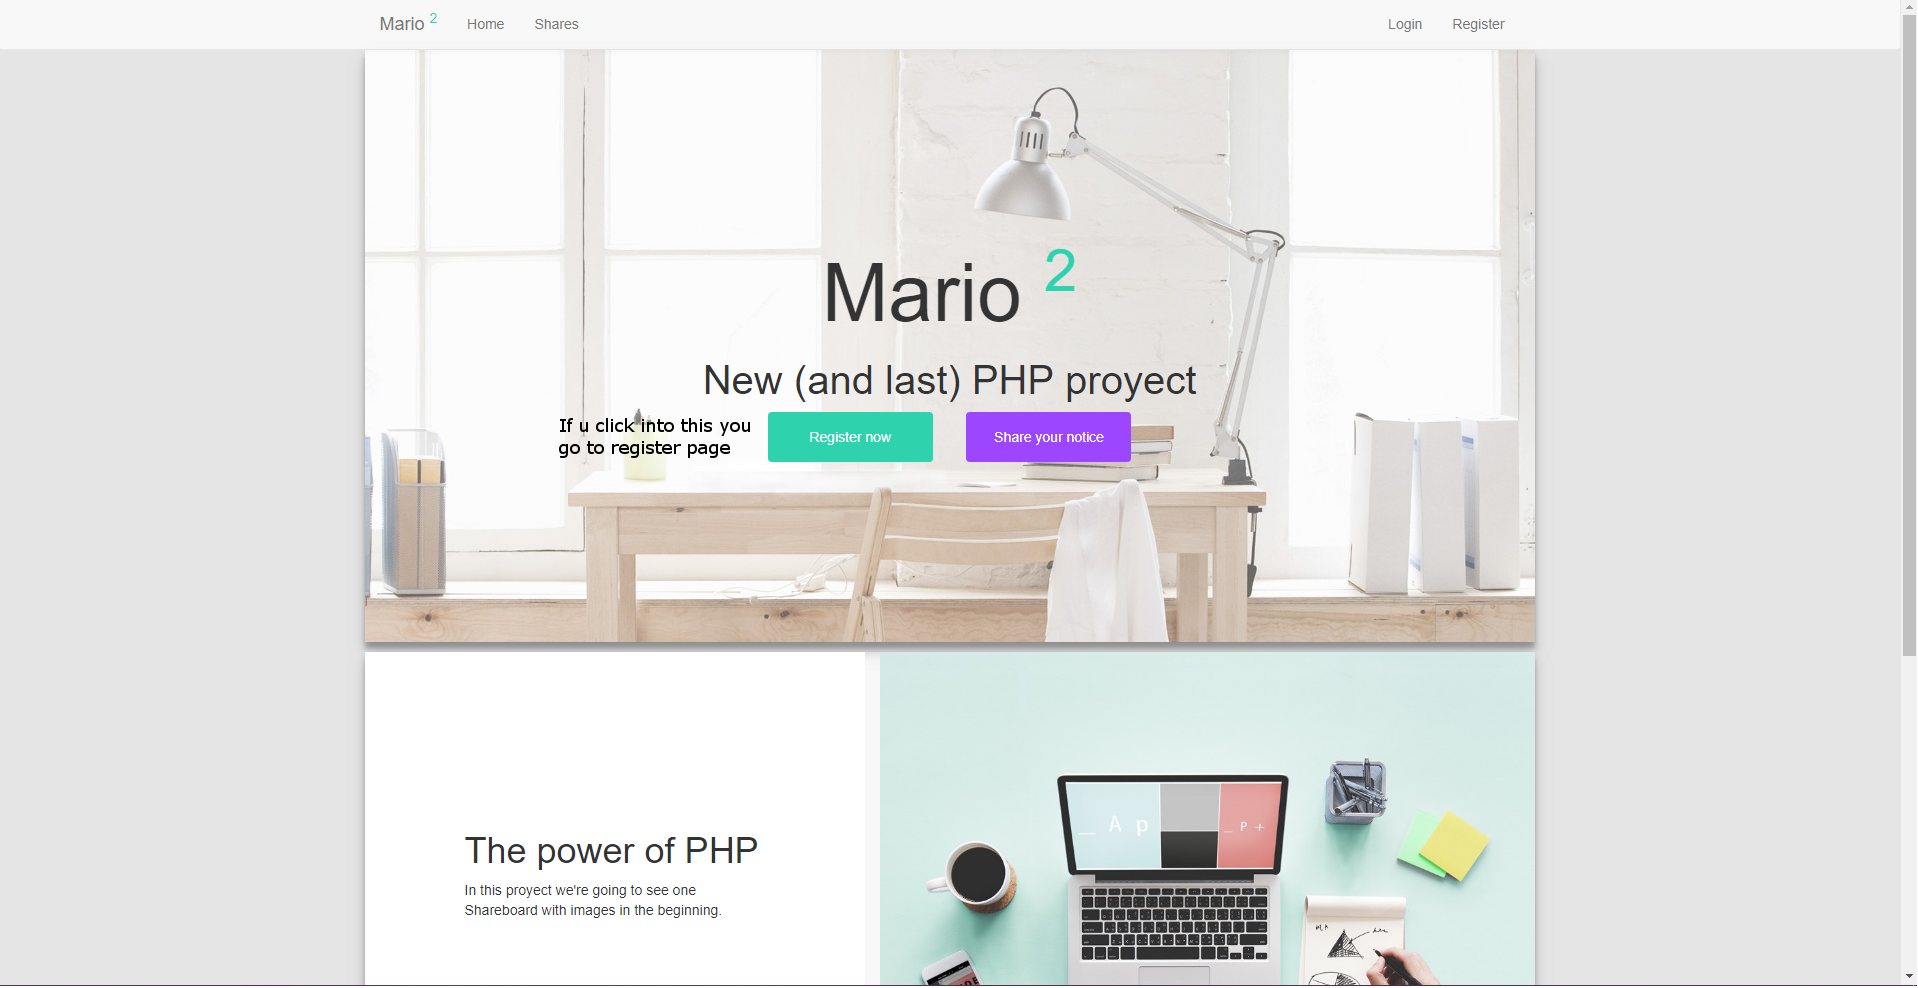 Mario 2 Home Shares Login Register
Mario 2
New (and last) PHP proyect
If u click into this you
go to register page
Register now
Share your notice
The power of PHP
In this proyect we're going to see one
Shareboard with images in the beginning.
_ A p
_ P +